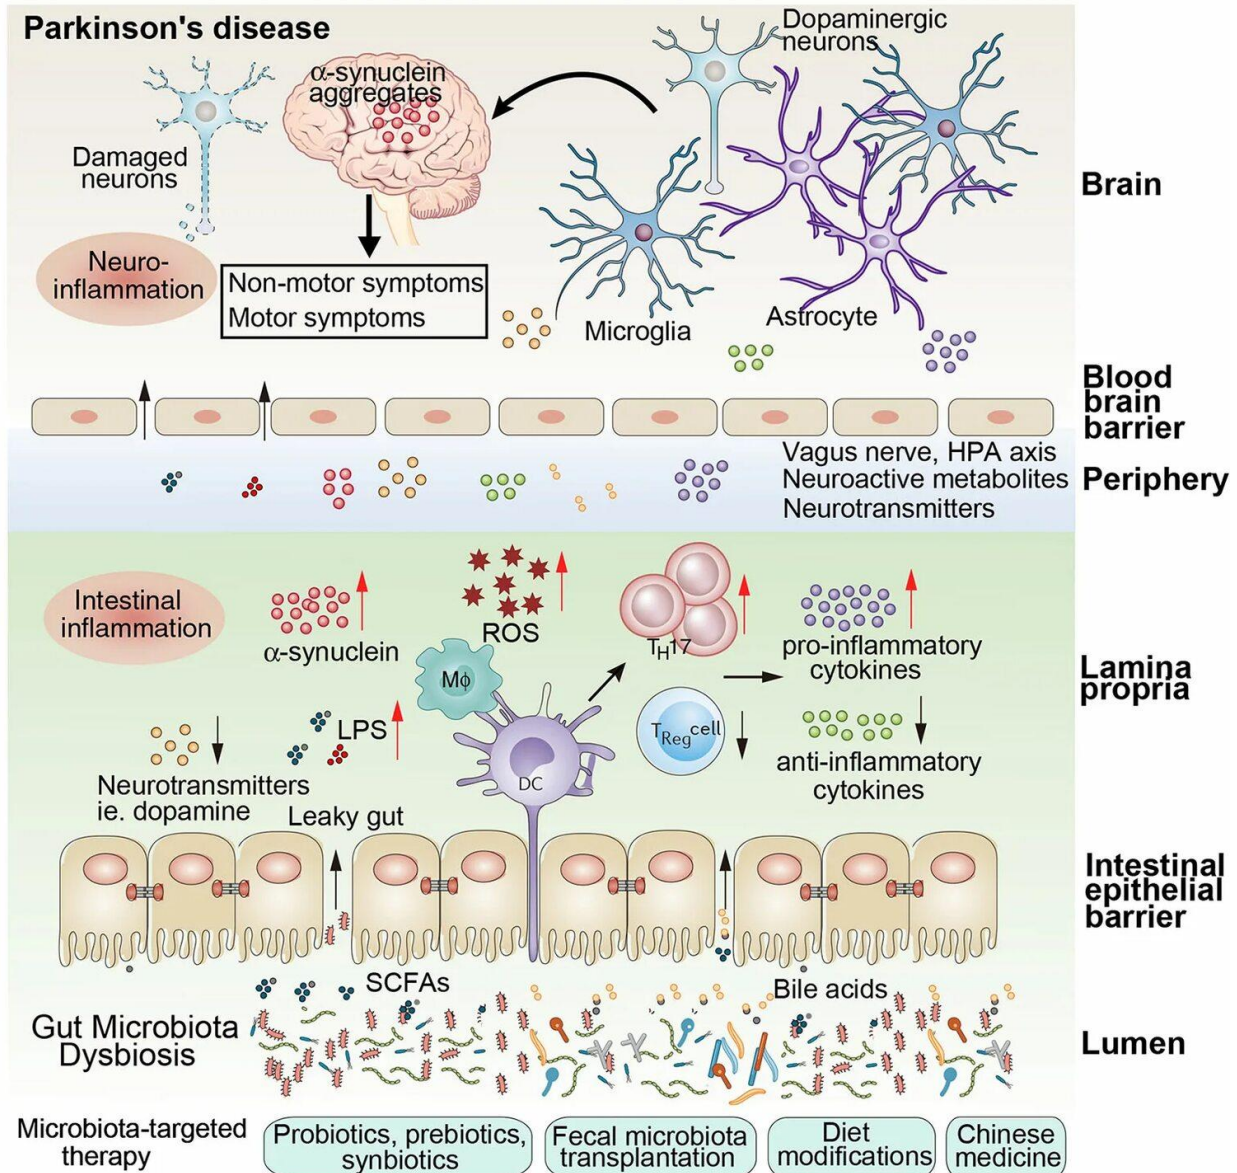 Parkinson's disease
Dopaminergic
neurons
α-synuclein
aggregates
Damaged
neurons
Brain
Neuro-
inflammation
Non-motor symptoms
Motor symptoms
Microglia
Astrocyte
Blood
brain
barrier
Vagus nerve, HPA axis
Neuroactive metabolites
Neurotransmitters
Periphery
Intestinal
inflammation
α-synuclein
ROS
TH17
pro-inflammatory
cytokines
Mϕ
Lamina
propria
LPS
TReg cell
DC
anti-inflammatory
cytokines
Neurotransmitters
ie. dopamine
Leaky gut
Intestinal
epithelial
barrier
SCFAs
Bile acids
Gut Microbiota
Dysbiosis
Lumen
Microbiota-targeted
therapy
Probiotics, prebiotics,
synbiotics
Fecal microbiota
transplantation
Diet
modifications
Chinese
medicine